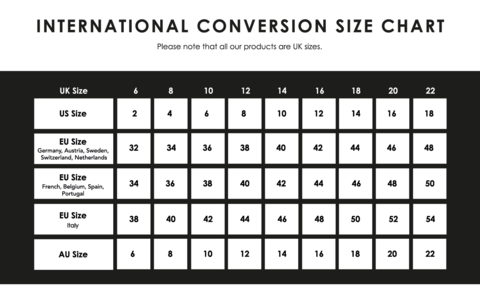 INTERNATIONAL CONVERSION SIZE CHART
Please note that all our products are UK sizes.
UK Size 6 8 10 12 14 16 18 20 22
US Size 2 4 6 8 10 12 14 16 18
EU Size
Germany, Austria, Sweden,
Switzerland, Netherlands
32 34 36 38 40 42 44 46 48
EU Size
French, Belgium, Spain,
Portugal
34 36 38 40 42 44 46 48 50
EU Size
Italy
38 40 42 44 46 48 50 52 54
AU Size 6 8 10 12 14 16 18 20 22